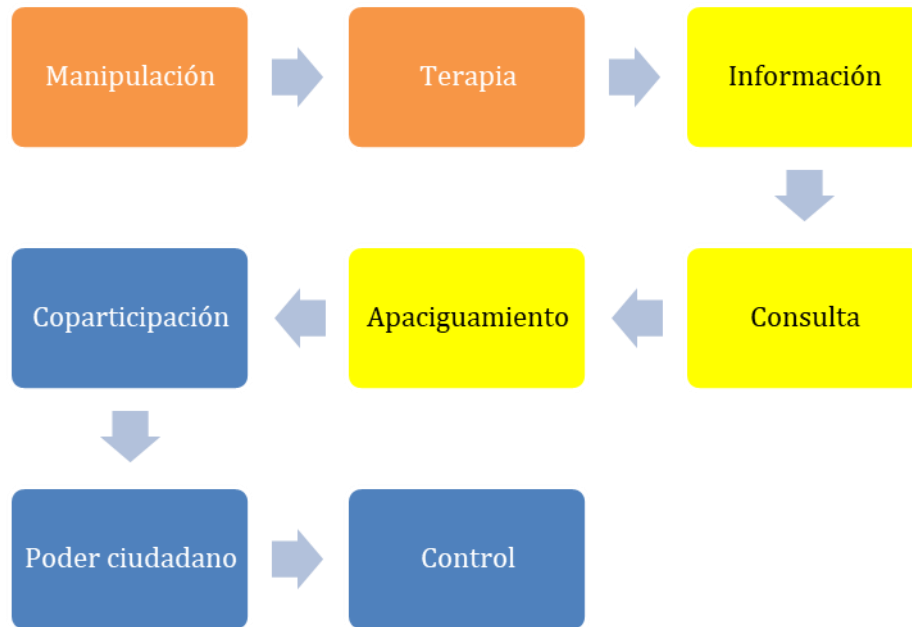 Manipulación
Terapia
Información
Consulta
Apaciguamiento
Coparticipación
Poder ciudadano
Control